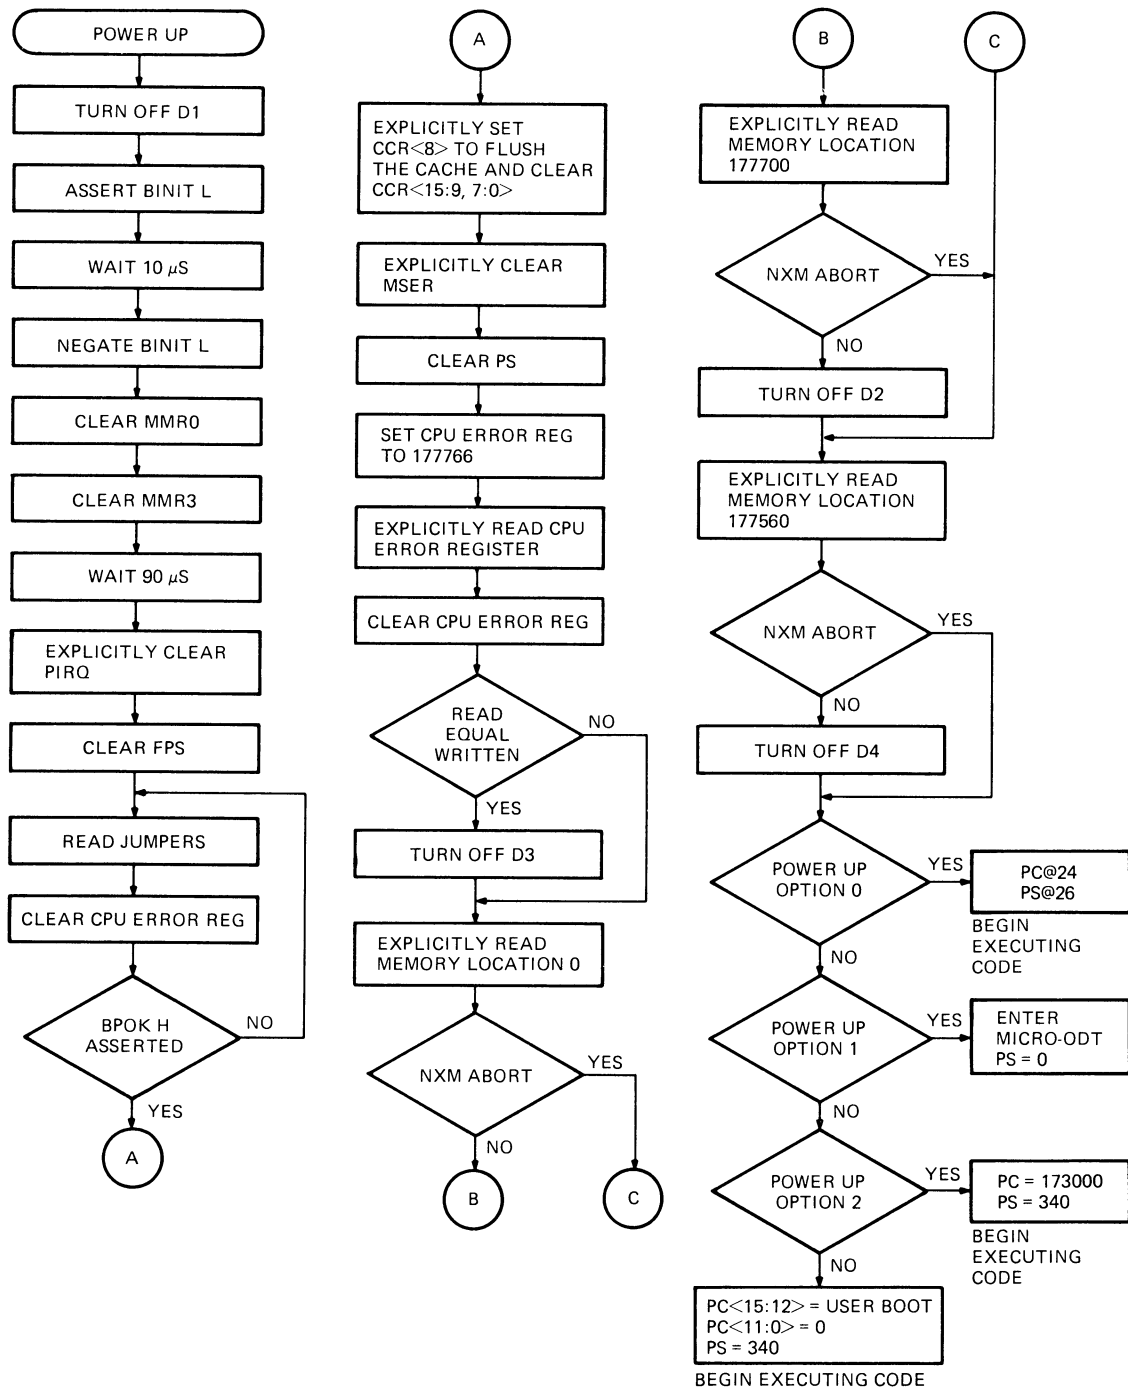 POWER UP
TURN OFF D1
ASSERT BINIT L
WAIT 10 μS
NEGATE BINIT L
CLEAR MMR0
CLEAR MMR3
WAIT 90 μS
EXPLICITLY CLEAR
PIRQ
CLEAR FPS
READ JUMPERS
CLEAR CPU ERROR REG
BPOK H
ASSERTED
NO
YES
A
A
EXPLICITLY SET
CCR<8> TO FLUSH
THE CACHE AND CLEAR
CCR<15:9, 7:0>
EXPLICITLY CLEAR
MSER
CLEAR PS
SET CPU ERROR REG
TO 177766
EXPLICITLY READ CPU
ERROR REGISTER
CLEAR CPU ERROR REG
READ
EQUAL
WRITTEN
NO
YES
TURN OFF D3
EXPLICITLY READ
MEMORY LOCATION 0
NXM ABORT
YES
NO
B
C
B
C
EXPLICITLY READ
MEMORY LOCATION
177700
NXM ABORT
YES
NO
TURN OFF D2
EXPLICITLY READ
MEMORY LOCATION
177560
NXM ABORT
YES
NO
TURN OFF D4
POWER UP
OPTION 0
YES
PC@24
PS@26
BEGIN
EXECUTING
CODE
NO
POWER UP
OPTION 1
YES
ENTER
MICRO-ODT
PS = 0
NO
POWER UP
OPTION 2
YES
PC = 173000
PS = 340
BEGIN
EXECUTING
CODE
NO
PC<15:12> = USER BOOT
PC<11:0> = 0
PS = 340
BEGIN EXECUTING CODE